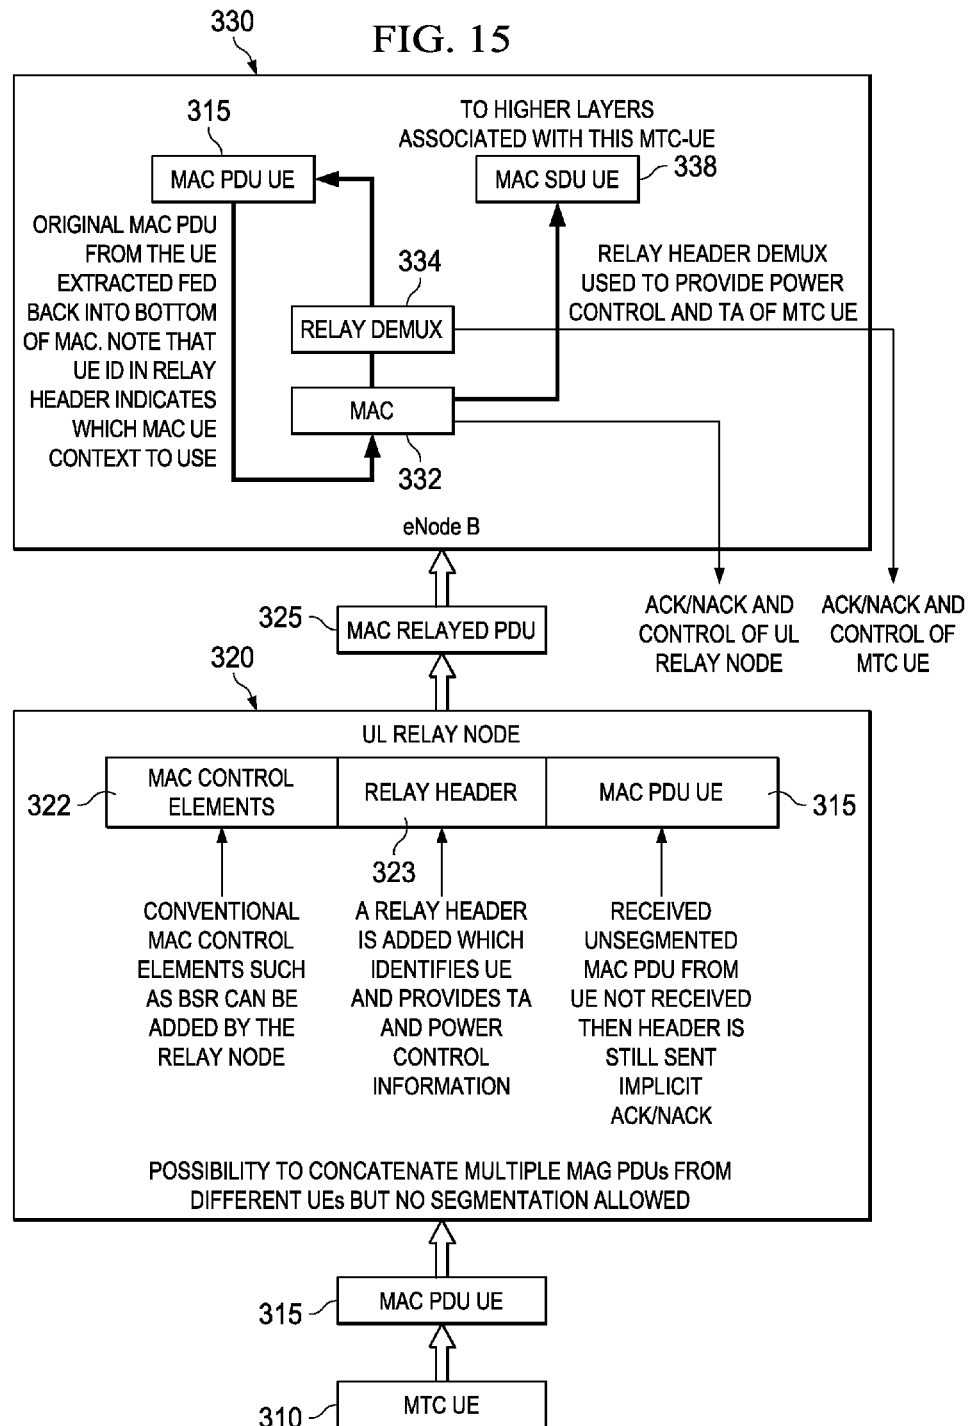 330
FIG. 15
315
TO HIGHER LAYERS
ASSOCIATED WITH THIS MTC-UE
MAC PDU UE
MAC SDU UE
338
ORIGINAL MAC PDU
FROM THE UE
EXTRACTED FED
BACK INTO BOTTOM
OF MAC. NOTE THAT
UE ID IN RELAY
HEADER INDICATES
WHICH MAC UE
CONTEXT TO USE
334
RELAY HEADER DEMUX
USED TO PROVIDE POWER
CONTROL AND TA OF MTC UE
RELAY DEMUX
MAC
332
eNode B
325
MAC RELAYED PDU
ACK/NACK AND
CONTROL OF UL
RELAY NODE
ACK/NACK AND
CONTROL OF
MTC UE
320
UL RELAY NODE
322
MAC CONTROL
ELEMENTS
RELAY HEADER
MAC PDU UE
315
323
CONVENTIONAL
MAC CONTROL
ELEMENTS SUCH
AS BSR CAN BE
ADDED BY THE
RELAY NODE
A RELAY HEADER
IS ADDED WHICH
IDENTIFIES UE
AND PROVIDES TA
AND POWER
CONTROL
INFORMATION
RECEIVED
UNSEGMENTED
MAC PDU FROM
UE NOT RECEIVED
THEN HEADER IS
STILL SENT
IMPLICIT
ACK/NACK
POSSIBILITY TO CONCATENATE MULTIPLE MAG PDUs FROM
DIFFERENT UEs BUT NO SEGMENTATION ALLOWED
315
MAC PDU UE
310
MTC UE